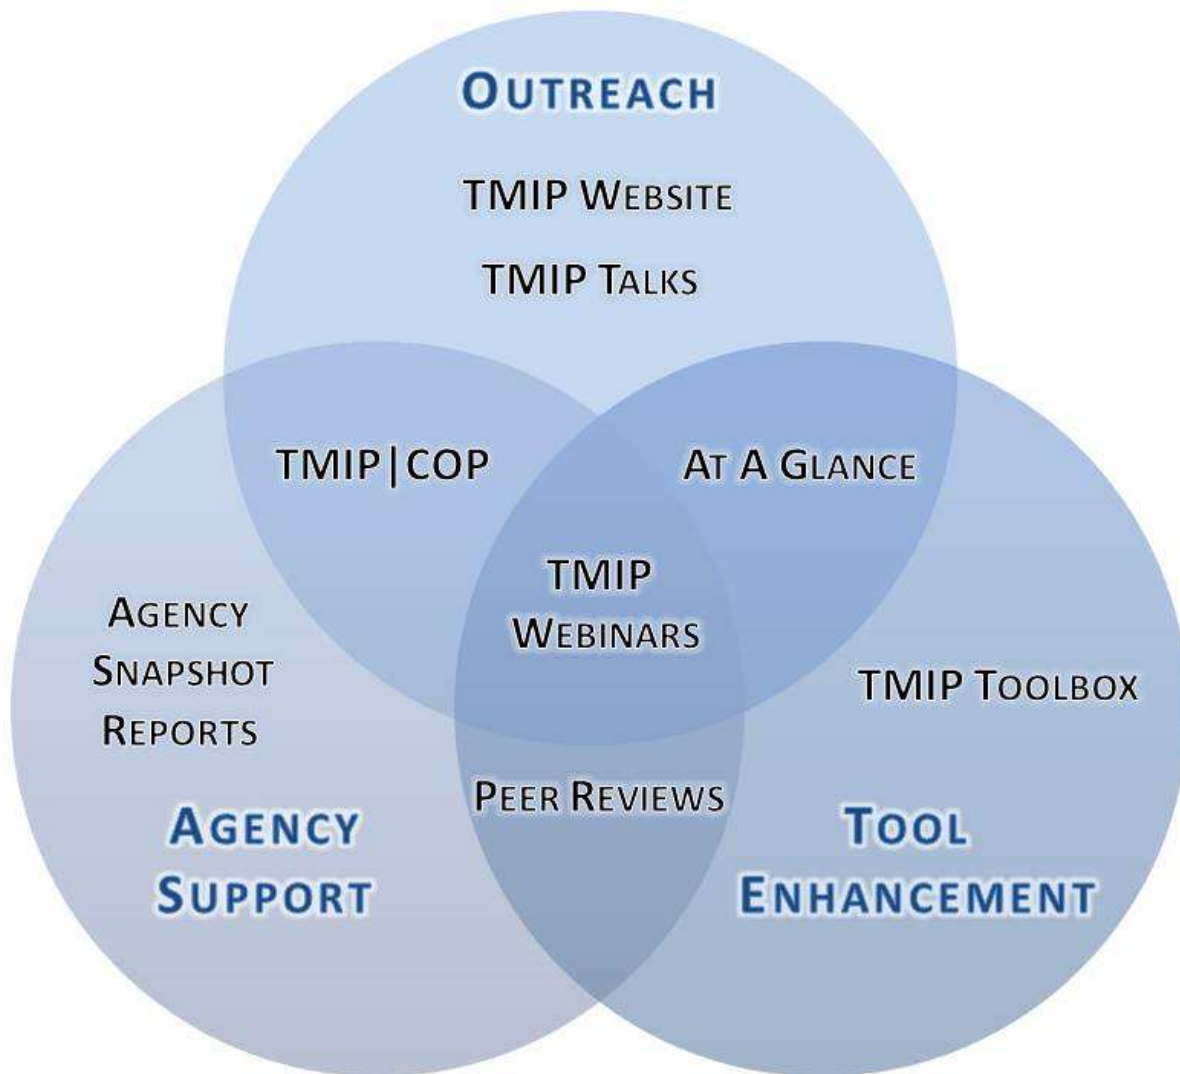 OUTREACH
TMIP WEBSITE
TMIP TALKS
TMIP|COP
AT A GLANCE
TMIP
WEBINARS
AGENCY
SNAPSHOT
REPORTS
TMIP TOOLBOX
PEER REVIEWS
AGENCY
SUPPORT
TOOL
ENHANCEMENT